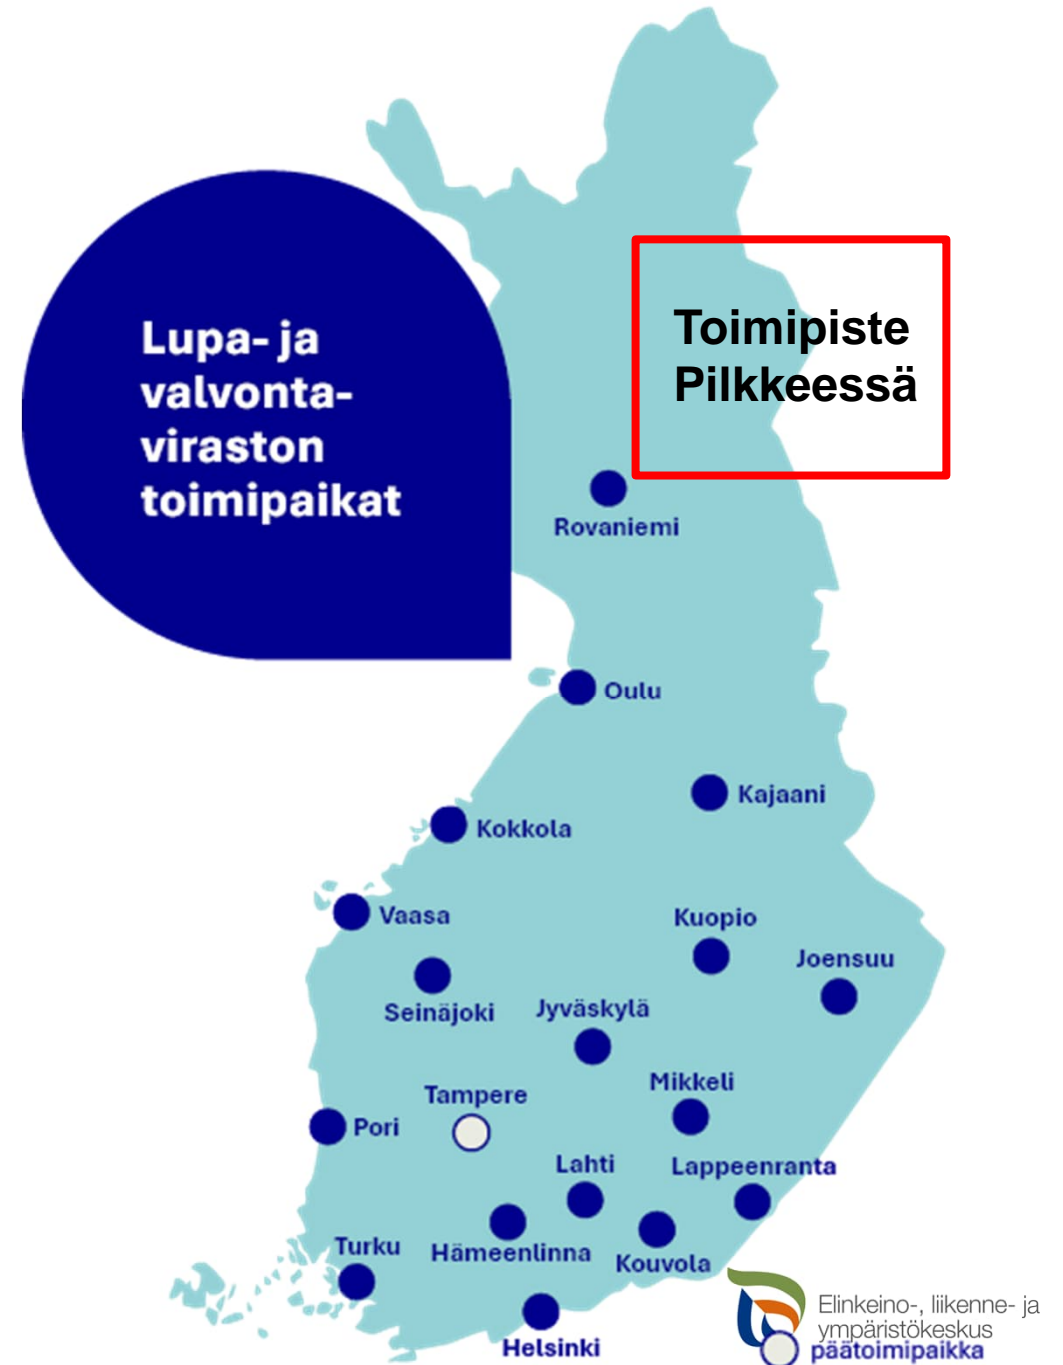 Lupa- ja
valvonta-
viraston
toimipaikat
Toimipiste
Pilkkeessä
Rovaniemi
Oulu
Kajaani
Kokkola
Vaasa
Kuopio
Joensuu
Seinäjoki
Jyväskylä
Mikkeli
Tampere
Pori
Lahti
Lappeenranta
Turku
Hämeenlinna
Kouvola
Helsinki
Elinkeino-, liikenne- ja
ympäristökeskus
päätoimipaikka